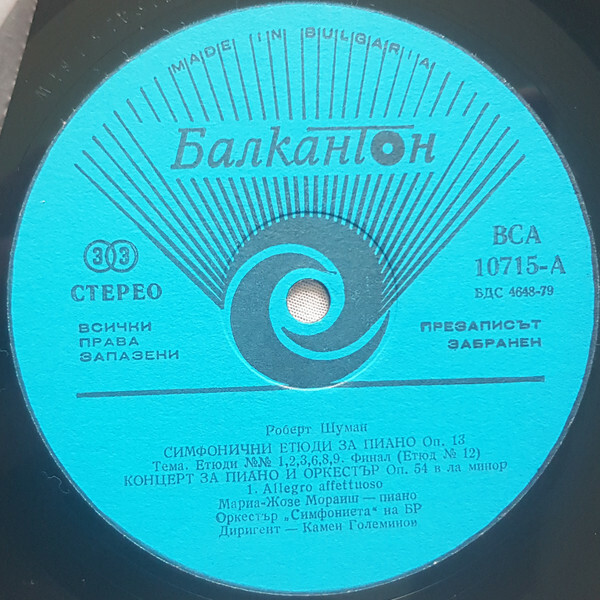 MADE IN BULGARIA
Балкантон
33
СТЕРЕО
ВСИЧКИ
ПРАВА
ЗАПАЗЕНИ
ВСА
10715-А
БДС 4648-79
ПРЕЗАПИСЪТ
ЗАБРАНЕН
Роберт Шуман
СИМФОНИЧНИ ЕТЮДИ ЗА ПИАНО Оп. 13
Тема. Етюди №№ 1,2,3,6,8,9. Финал (Етюд № 12)
КОНЦЕРТ ЗА ПИАНО И ОРКЕСТЪР Оп. 54 в ла минор
1. Allegro affettuoso
Мария-Жозе Мораиш — пиано
Оркестър „Симфониета" на БР
Диригент — Камен Големинов